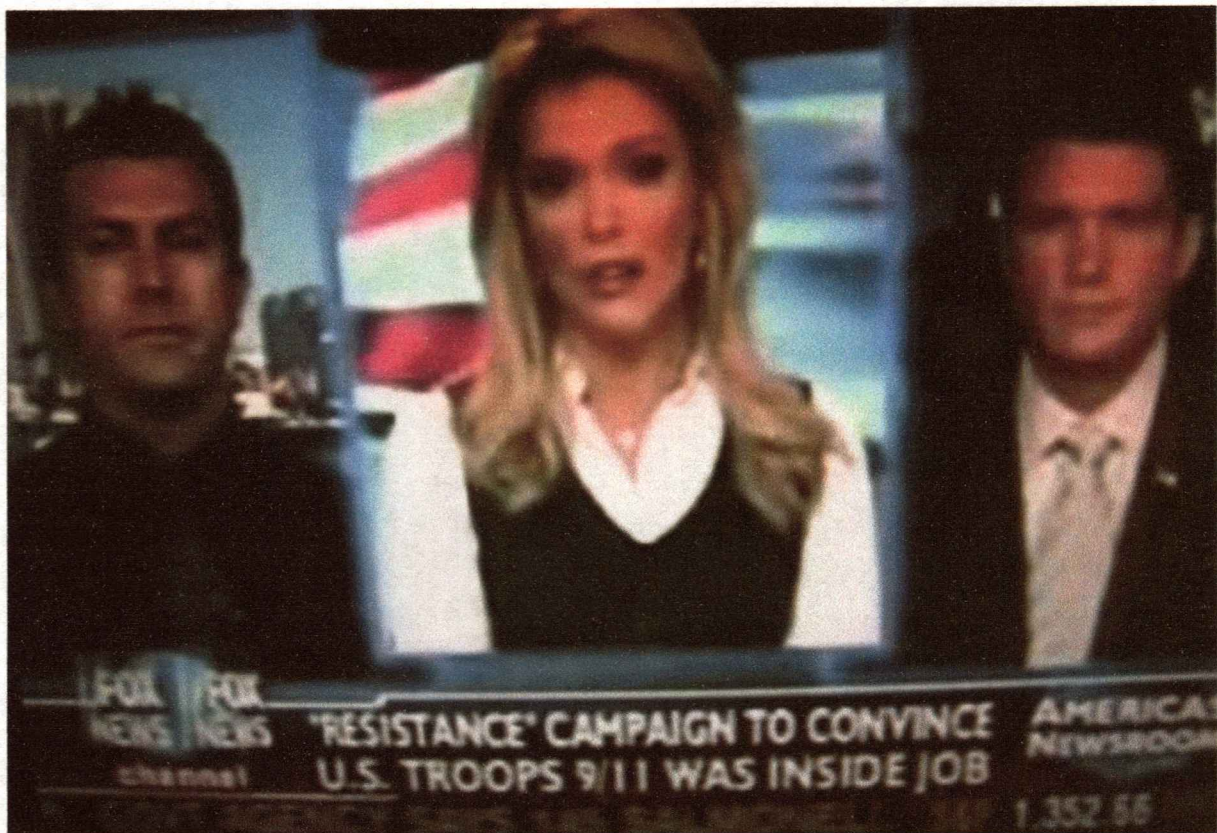 FOX FOX
NEWS NEWS
channel
"RESISTANCE" CAMPAIGN TO CONVINCE
U.S. TROOPS 9/11 WAS INSIDE JOB
AMERICA'S
NEWSROOM
1,352.66